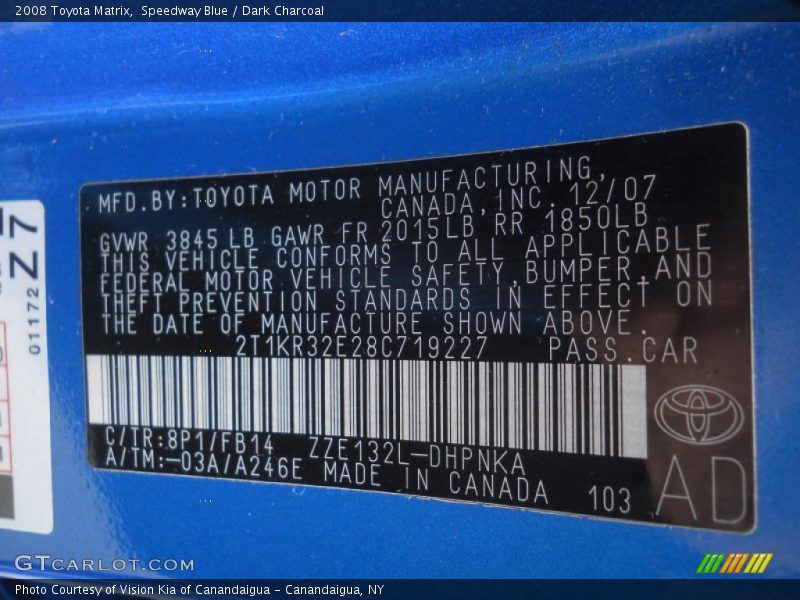 2008 Toyota Matrix,  Speedway Blue / Dark Charcoal
MFD.BY:TOYOTA MOTOR MANUFACTURING,
CANADA,INC.12/07
GVWR 3845 LB GAWR FR 2015LB RR 1850LB
THIS VEHICLE CONFORMS TO ALL APPLICABLE
FEDERAL MOTOR VEHICLE SAFETY,BUMPER,AND
THEFT PREVENTION STANDARDS IN EFFECT ON
THE DATE OF MANUFACTURE SHOWN ABOVE.
2T1KR32E28C719227 PASS.CAR
C/TR:8P1/FB14 ZZE132L-DHPNKA
A/TM:-03A/A246E MADE IN CANADA 103
AD
Z 7
01172
GTCARLOT.COM
Photo Courtesy of Vision Kia of Canandaigua - Canandaigua, NY